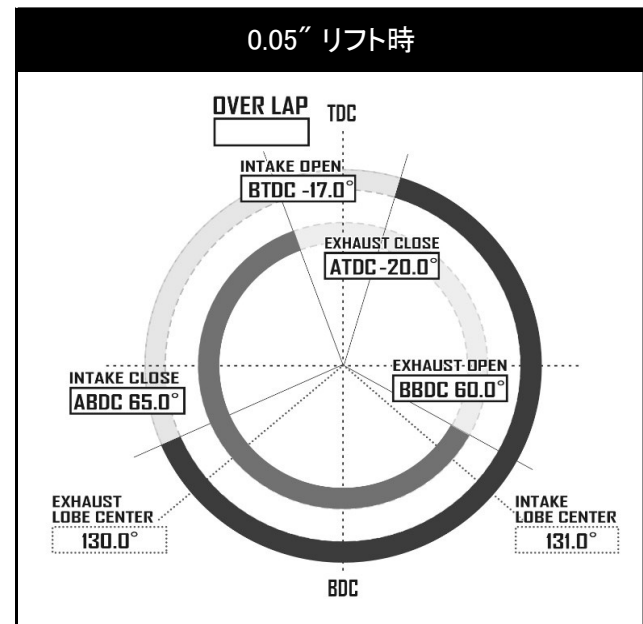 0.05″ リフト時
OVER LAP
TDC
INTAKE OPEN
BTDC -17.0°
EXHAUST CLOSE
ATDC -20.0°
INTAKE CLOSE
ABDC 65.0°
EXHAUST OPEN
BBDC 60.0°
EXHAUST
LOBE CENTER
130.0°
INTAKE
LOBE CENTER
131.0°
BDC